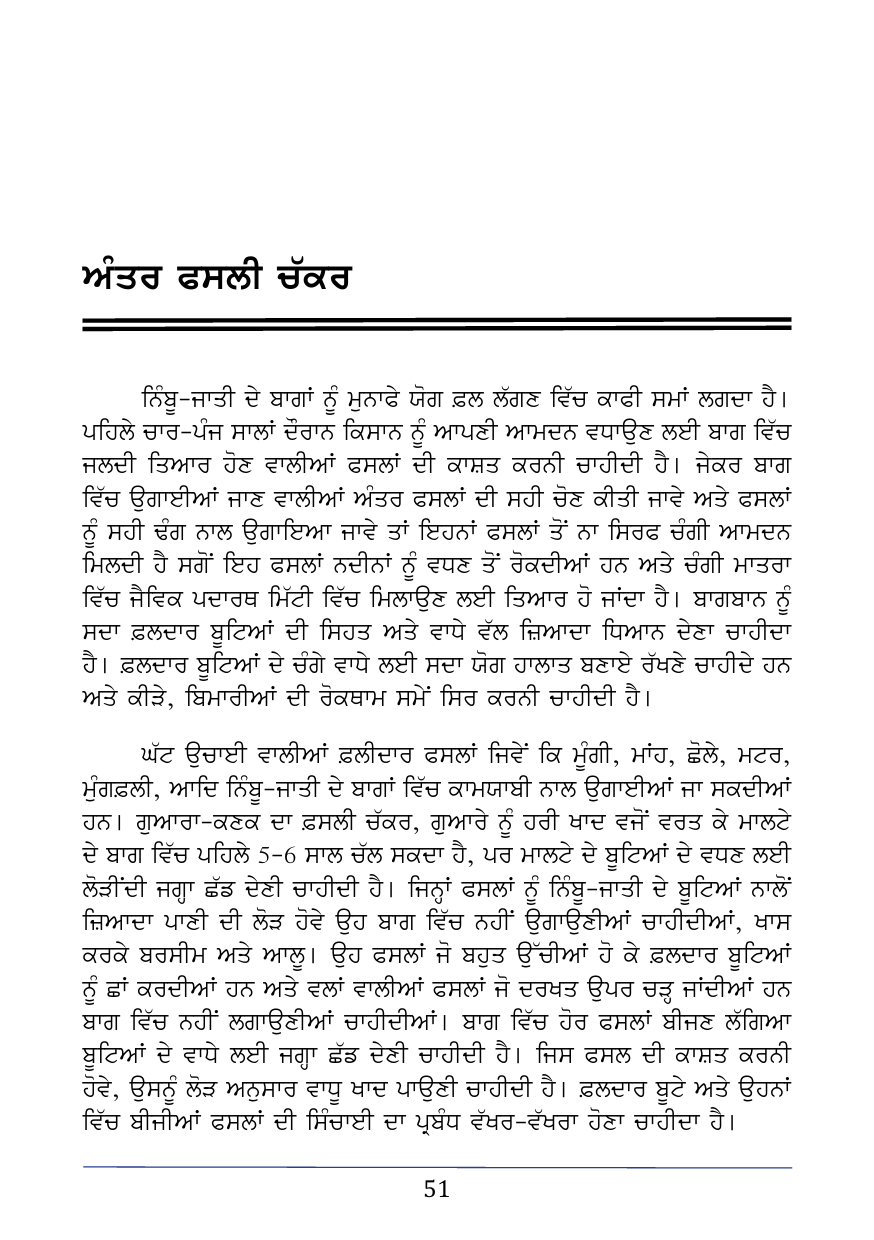 ਅੰਤਰ ਫਸਲੀ ਚੱਕਰ
ਨਿੰਬੂ-ਜਾਤੀ ਦੇ ਬਾਗਾਂ ਨੂੰ ਮੁਨਾਫੇ ਯੋਗ ਫ਼ਲ ਲੱਗਣ ਵਿੱਚ ਕਾਫੀ ਸਮਾਂ ਲਗਦਾ ਹੈ।
ਪਹਿਲੇ ਚਾਰ-ਪੰਜ ਸਾਲਾਂ ਦੌਰਾਨ ਕਿਸਾਨ ਨੂੰ ਆਪਣੀ ਆਮਦਨ ਵਧਾਉਣ ਲਈ ਬਾਗ ਵਿੱਚ
ਜਲਦੀ ਤਿਆਰ ਹੋਣ ਵਾਲੀਆਂ ਫਸਲਾਂ ਦੀ ਕਾਸ਼ਤ ਕਰਨੀ ਚਾਹੀਦੀ ਹੈ। ਜੇਕਰ ਬਾਗ
ਵਿੱਚ ਉਗਾਈਆਂ ਜਾਣ ਵਾਲੀਆਂ ਅੰਤਰ ਫਸਲਾਂ ਦੀ ਸਹੀ ਚੋਣ ਕੀਤੀ ਜਾਵੇ ਅਤੇ ਫਸਲਾਂ
ਨੂੰ ਸਹੀ ਢੰਗ ਨਾਲ ਉਗਾਇਆ ਜਾਵੇ ਤਾਂ ਇਹਨਾਂ ਫਸਲਾਂ ਤੋਂ ਨਾ ਸਿਰਫ ਚੰਗੀ ਆਮਦਨ
ਮਿਲਦੀ ਹੈ ਸਗੋਂ ਇਹ ਫਸਲਾਂ ਨਦੀਨਾਂ ਨੂੰ ਵਧਣ ਤੋਂ ਰੋਕਦੀਆਂ ਹਨ ਅਤੇ ਚੰਗੀ ਮਾਤਰਾ
ਵਿੱਚ ਜੈਵਿਕ ਪਦਾਰਥ ਮਿੱਟੀ ਵਿੱਚ ਮਿਲਾਉਣ ਲਈ ਤਿਆਰ ਹੋ ਜਾਂਦਾ ਹੈ। ਬਾਗਬਾਨ ਨੂੰ
ਸਦਾ ਫ਼ਲਦਾਰ ਬੂਟਿਆਂ ਦੀ ਸਿਹਤ ਅਤੇ ਵਾਧੇ ਵੱਲ ਜ਼ਿਆਦਾ ਧਿਆਨ ਦੇਣਾ ਚਾਹੀਦਾ
ਹੈ। ਫ਼ਲਦਾਰ ਬੂਟਿਆਂ ਦੇ ਚੰਗੇ ਵਾਧੇ ਲਈ ਸਦਾ ਯੋਗ ਹਾਲਾਤ ਬਣਾਏ ਰੱਖਣੇ ਚਾਹੀਦੇ ਹਨ
ਅਤੇ ਕੀੜੇ, ਬਿਮਾਰੀਆਂ ਦੀ ਰੋਕਥਾਮ ਸਮੇਂ ਸਿਰ ਕਰਨੀ ਚਾਹੀਦੀ ਹੈ।
ਘੱਟ ਉਚਾਈ ਵਾਲੀਆਂ ਫ਼ਲੀਦਾਰ ਫਸਲਾਂ ਜਿਵੇਂ ਕਿ ਮੂੰਗੀ, ਮਾਂਹ, ਛੋਲੇ, ਮਟਰ,
ਮੁੰਗਫ਼ਲੀ, ਆਦਿ ਨਿੰਬੂ-ਜਾਤੀ ਦੇ ਬਾਗਾਂ ਵਿੱਚ ਕਾਮਯਾਬੀ ਨਾਲ ਉਗਾਈਆਂ ਜਾ ਸਕਦੀਆਂ
ਹਨ। ਗੁਆਰਾ-ਕਣਕ ਦਾ ਫ਼ਸਲੀ ਚੱਕਰ, ਗੁਆਰੇ ਨੂੰ ਹਰੀ ਖਾਦ ਵਜੋਂ ਵਰਤ ਕੇ ਮਾਲਟੇ
ਦੇ ਬਾਗ ਵਿੱਚ ਪਹਿਲੇ 5-6 ਸਾਲ ਚੱਲ ਸਕਦਾ ਹੈ, ਪਰ ਮਾਲਟੇ ਦੇ ਬੂਟਿਆਂ ਦੇ ਵਧਣ ਲਈ
ਲੋੜੀਂਦੀ ਜਗ੍ਹਾ ਛੱਡ ਦੇਣੀ ਚਾਹੀਦੀ ਹੈ। ਜਿਨ੍ਹਾਂ ਫਸਲਾਂ ਨੂੰ ਨਿੰਬੂ-ਜਾਤੀ ਦੇ ਬੂਟਿਆਂ ਨਾਲੋਂ
ਜ਼ਿਆਦਾ ਪਾਣੀ ਦੀ ਲੋੜ ਹੋਵੇ ਉਹ ਬਾਗ ਵਿੱਚ ਨਹੀਂ ਉਗਾਉਣੀਆਂ ਚਾਹੀਦੀਆਂ, ਖਾਸ
ਕਰਕੇ ਬਰਸੀਮ ਅਤੇ ਆਲੂ। ਉਹ ਫਸਲਾਂ ਜੋ ਬਹੁਤ ਉੱਚੀਆਂ ਹੋ ਕੇ ਫ਼ਲਦਾਰ ਬੂਟਿਆਂ
ਨੂੰ ਛਾਂ ਕਰਦੀਆਂ ਹਨ ਅਤੇ ਵਲਾਂ ਵਾਲੀਆਂ ਫਸਲਾਂ ਜੋ ਦਰਖਤ ਉਪਰ ਚੜ੍ਹ ਜਾਂਦੀਆਂ ਹਨ
ਬਾਗ ਵਿੱਚ ਨਹੀਂ ਲਗਾਉਣੀਆਂ ਚਾਹੀਦੀਆਂ। ਬਾਗ ਵਿੱਚ ਹੋਰ ਫਸਲਾਂ ਬੀਜਣ ਲੱਗਿਆ
ਬੂਟਿਆਂ ਦੇ ਵਾਧੇ ਲਈ ਜਗ੍ਹਾ ਛੱਡ ਦੇਣੀ ਚਾਹੀਦੀ ਹੈ। ਜਿਸ ਫਸਲ ਦੀ ਕਾਸ਼ਤ ਕਰਨੀ
ਹੋਵੇ, ਉਸਨੂੰ ਲੋੜ ਅਨੁਸਾਰ ਵਾਧੂ ਖਾਦ ਪਾਉਣੀ ਚਾਹੀਦੀ ਹੈ। ਫ਼ਲਦਾਰ ਬੂਟੇ ਅਤੇ ਉਹਨਾਂ
ਵਿੱਚ ਬੀਜੀਆਂ ਫਸਲਾਂ ਦੀ ਸਿੰਚਾਈ ਦਾ ਪ੍ਰਬੰਧ ਵੱਖਰ-ਵੱਖਰਾ ਹੋਣਾ ਚਾਹੀਦਾ ਹੈ।
51